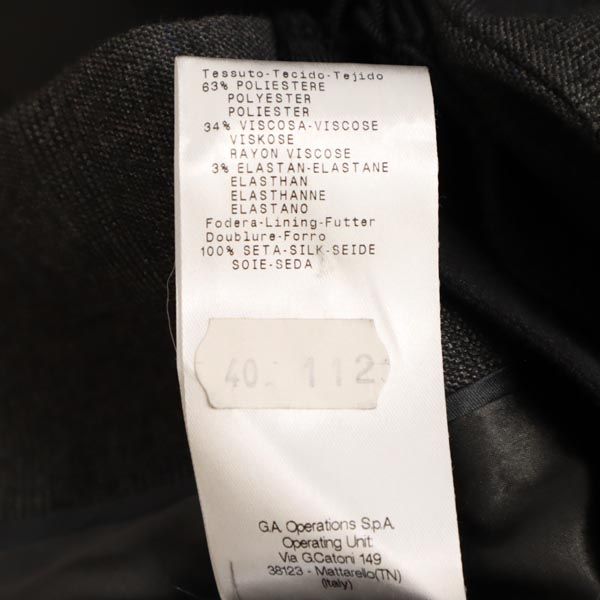 Tessuto-Tecido-Tejido
63% POLIESTERE
POLYESTER
POLIESTER
34% VISCOSA-VISCOSE
VISKOSE
RAYON VISCOSE
3% ELASTAN-ELASTANE
ELASTHAN
ELASTHANNE
ELASTANO
Fodera-Lining-Futter
Doublure-Forro
100% SETA-SILK-SEIDE
SOIE-SEDA
40 112
G.A. Operations S.p.A.
Operating Unit:
Via G.Catoni 149
38123 - Mattarello(TN)
(Italy)